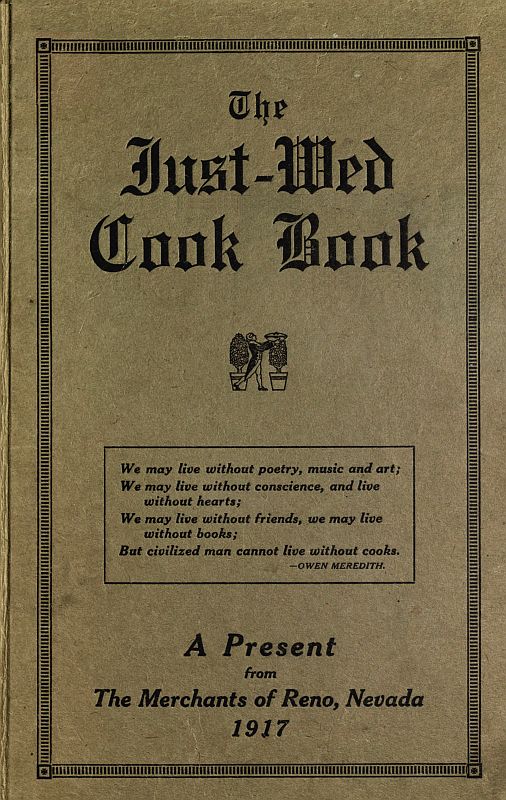 The
Just-Wed
Cook Book
We may live without poetry, music and art;
We may live without conscience, and live
without hearts;
We may live without friends, we may live
without books;
But civilized man cannot live without cooks.
—OWEN MEREDITH.
A Present
from
The Merchants of Reno, Nevada
1917